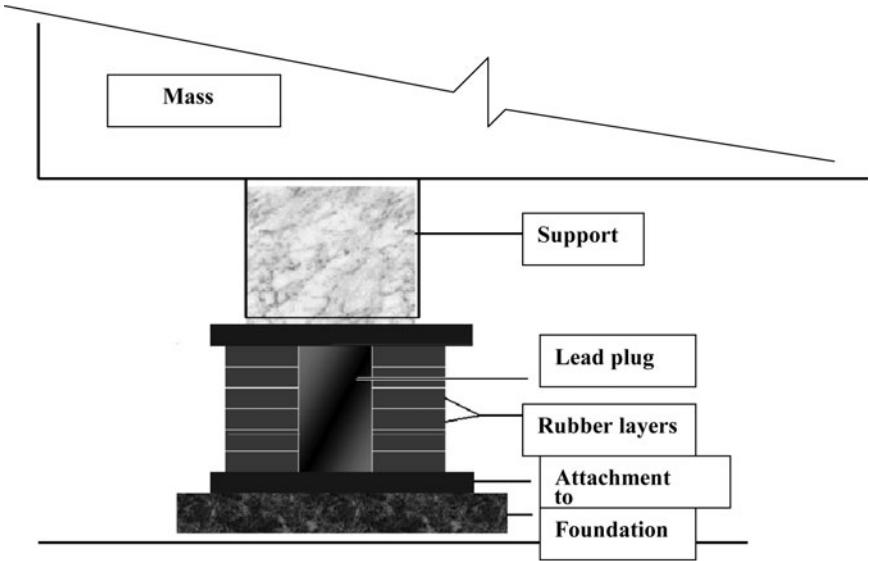 Mass
Support
Lead plug
Rubber layers
Attachment
to
Foundation